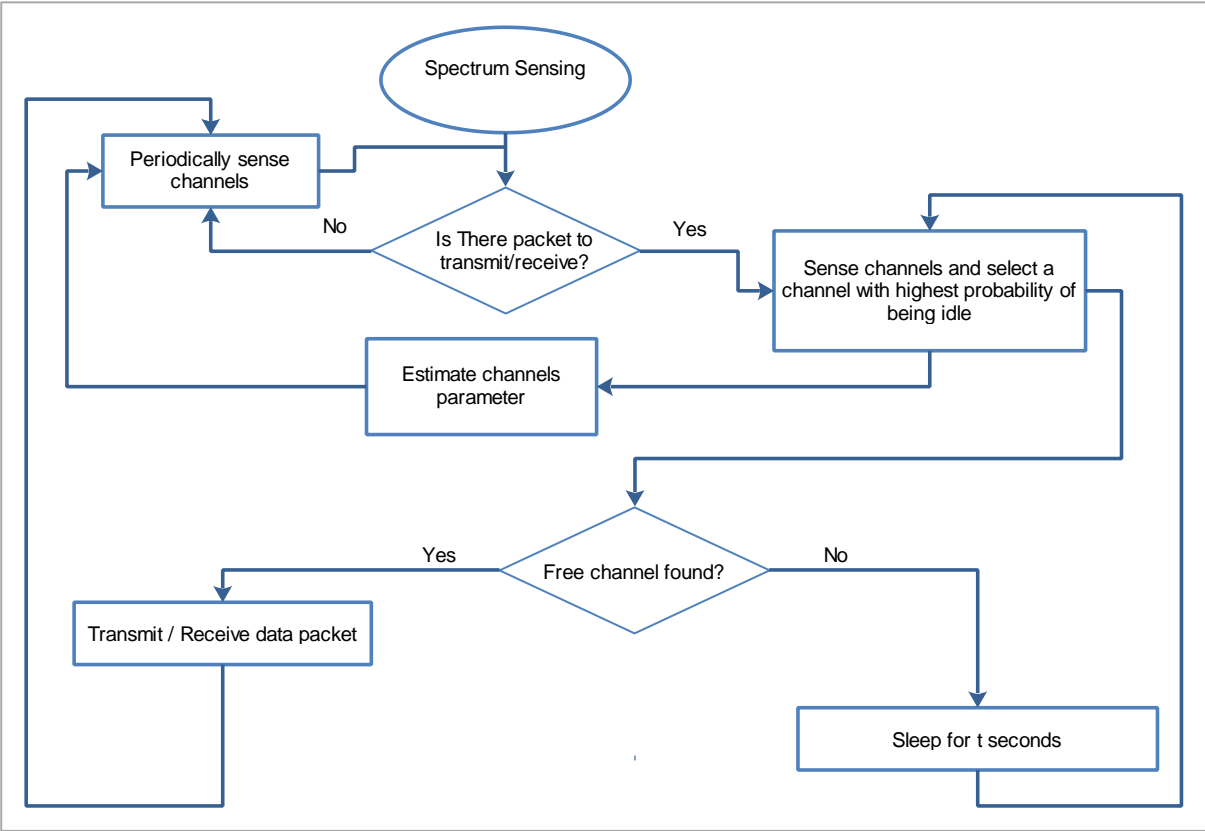 Spectrum Sensing
Periodically sense
channels
No
Is There packet to
transmit/receive?
Yes
Sense channels and select a
channel with highest probability of
being idle
Estimate channels
parameter
Yes
Free channel found?
No
Transmit / Receive data packet
Sleep for t seconds